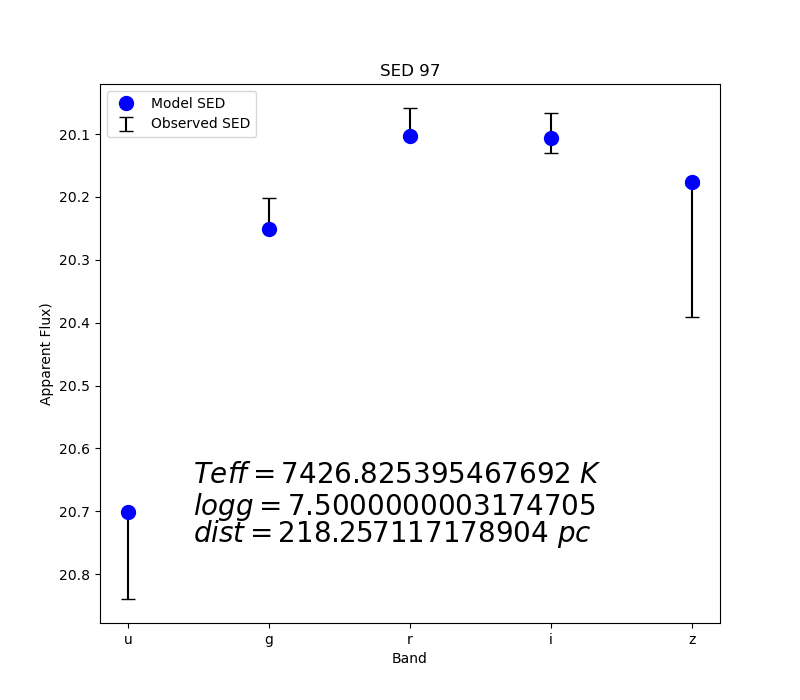 SED 97
Model SED
Observed SED
20.1
20.2
20.3
20.4
20.5
20.6
20.7
20.8
Apparent Flux)
Teff = 7426.825395467692 K
logg = 7.5000000003174705
dist = 218.257117178904 pc
u g r i z
Band